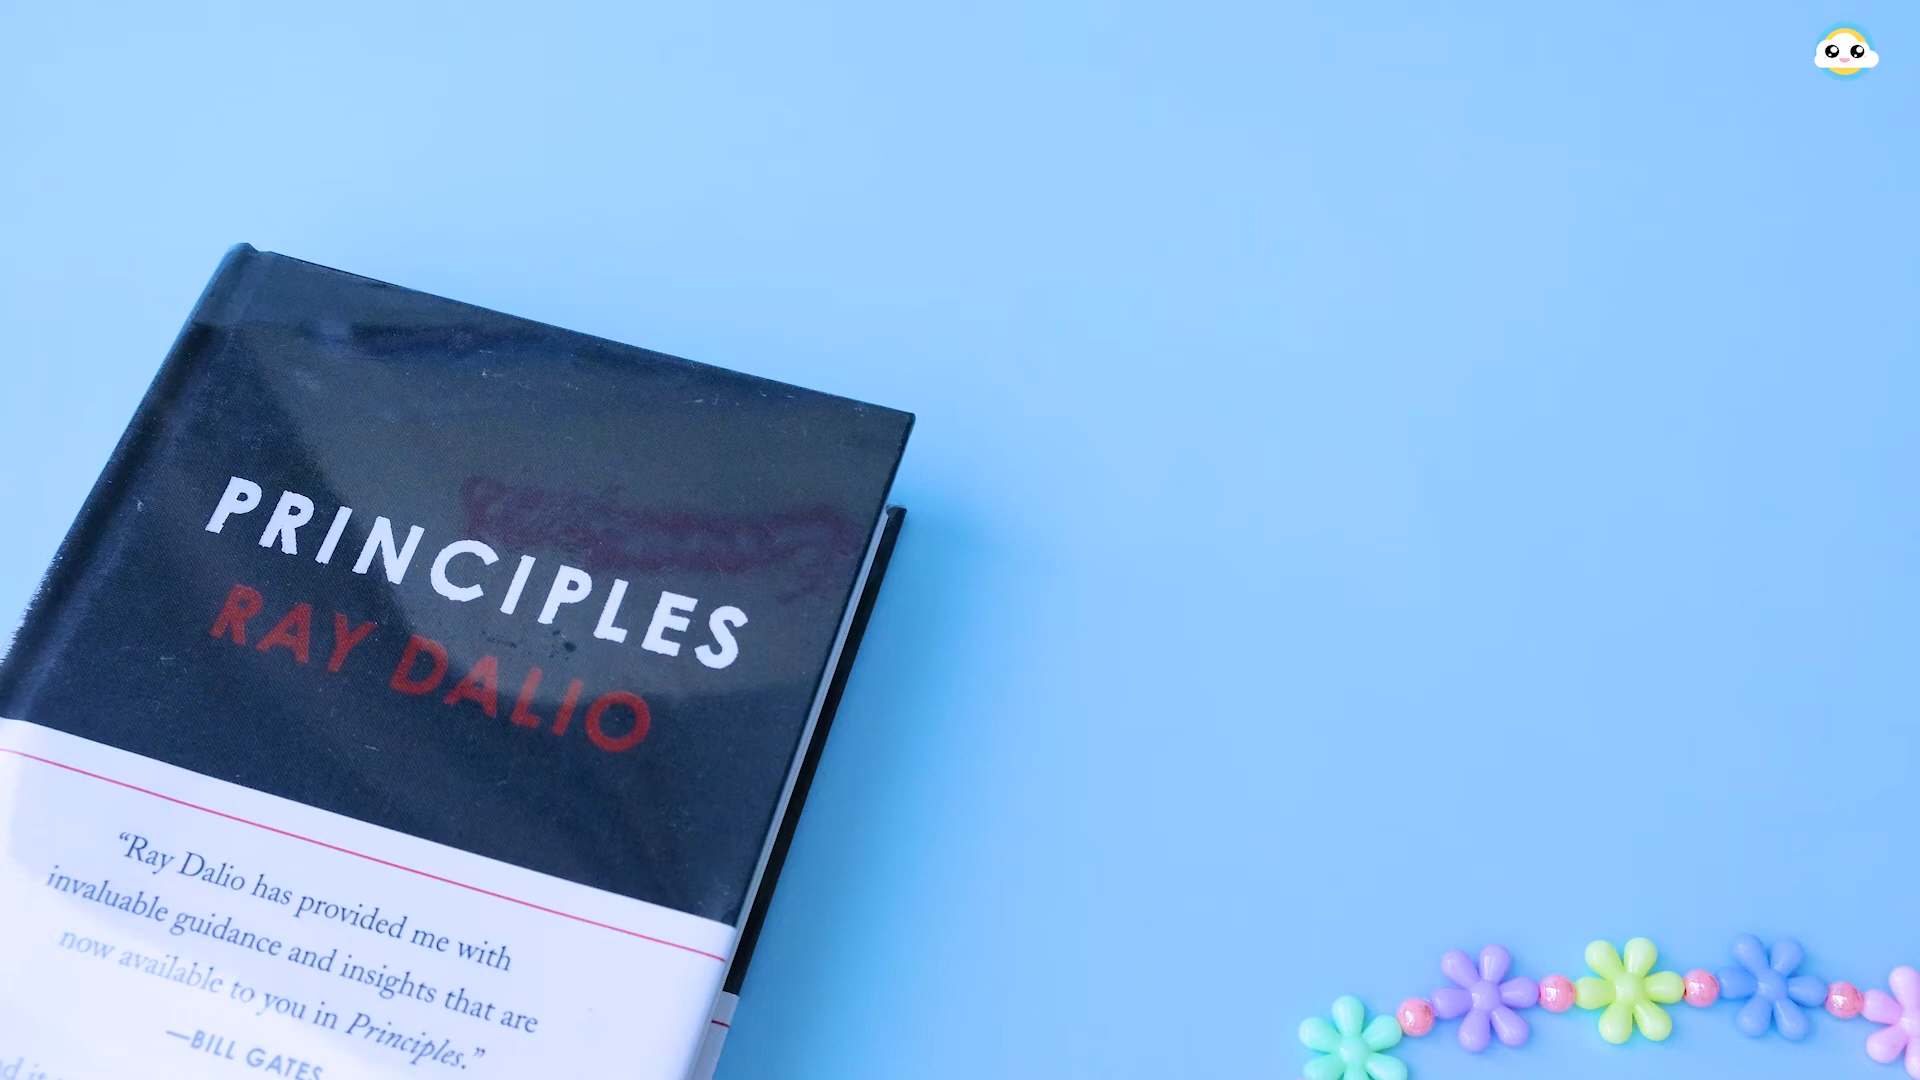 PRINCIPLES
RAY DALIO
“Ray Dalio has provided me with
invaluable guidance and insights that are
now available to you in Principles.”
—BILL GATES